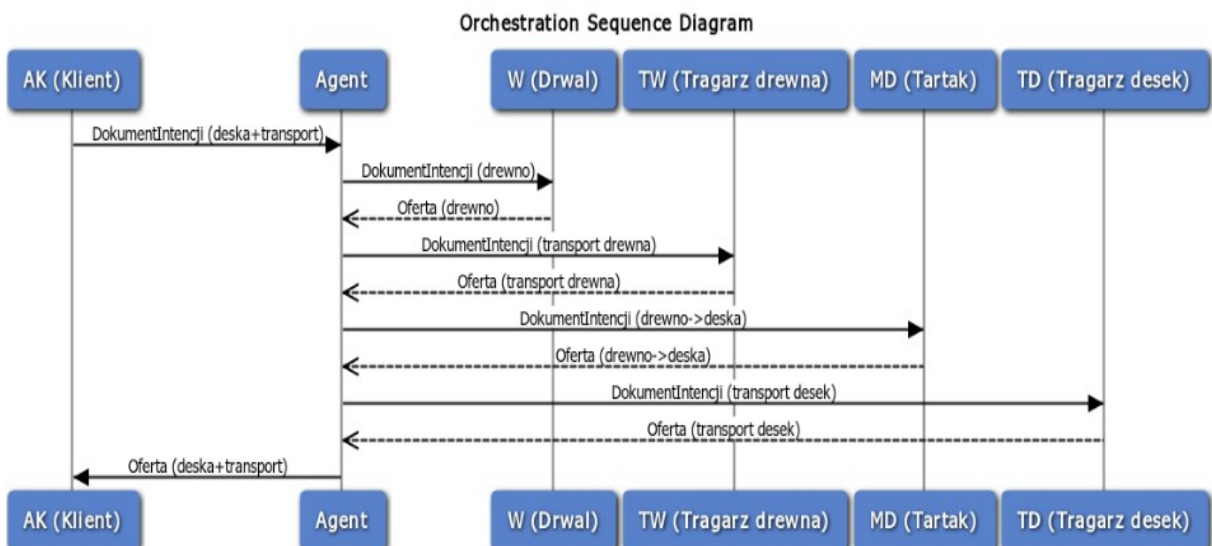 Orchestration Sequence Diagram
AK (Klient) Agent W (Drwal) TW (Tragarz drewna) MD (Tartak) TD (Tragarz desek)
DokumentIntencji (deska+transport)
DokumentIntencji (drewno)
Oferta (drewno)
DokumentIntencji (transport drewna)
Oferta (transport drewna)
DokumentIntencji (drewno->deska)
Oferta (drewno->deska)
DokumentIntencji (transport desek)
Oferta (transport desek)
Oferta (deska+transport)
AK (Klient) Agent W (Drwal) TW (Tragarz drewna) MD (Tartak) TD (Tragarz desek)